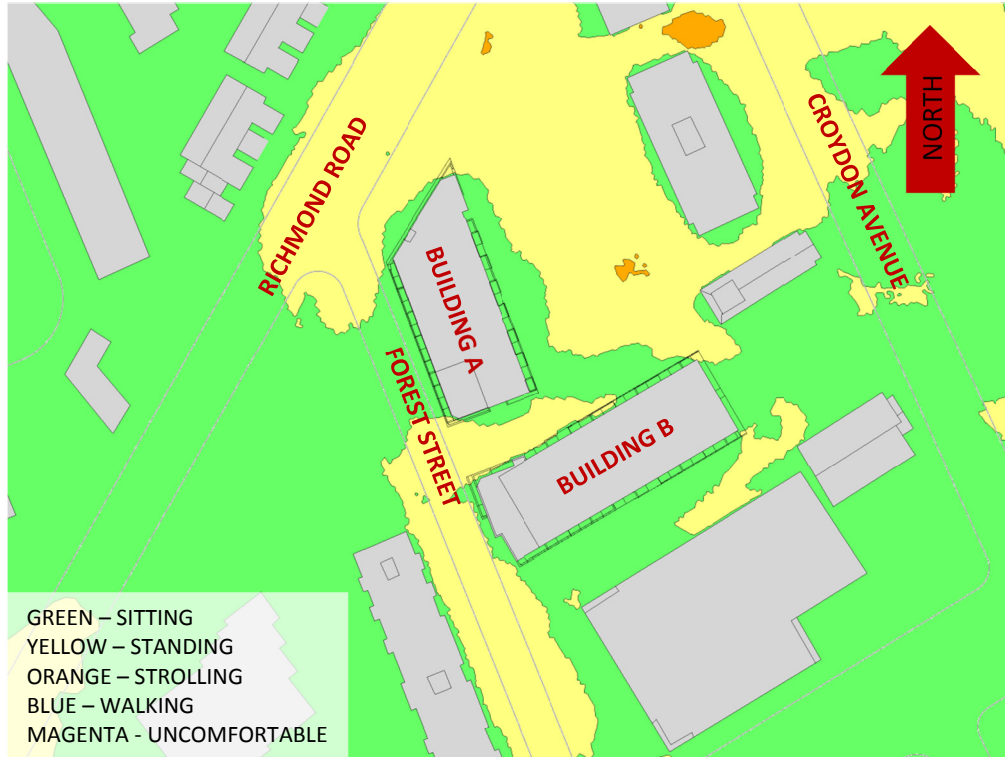 NORTH
RICHMOND ROAD
CROYDON AVENUE
BUILDING A
FOREST STREET
BUILDING B
GREEN – SITTING
YELLOW – STANDING
ORANGE – STROLLING
BLUE – WALKING
MAGENTA - UNCOMFORTABLE